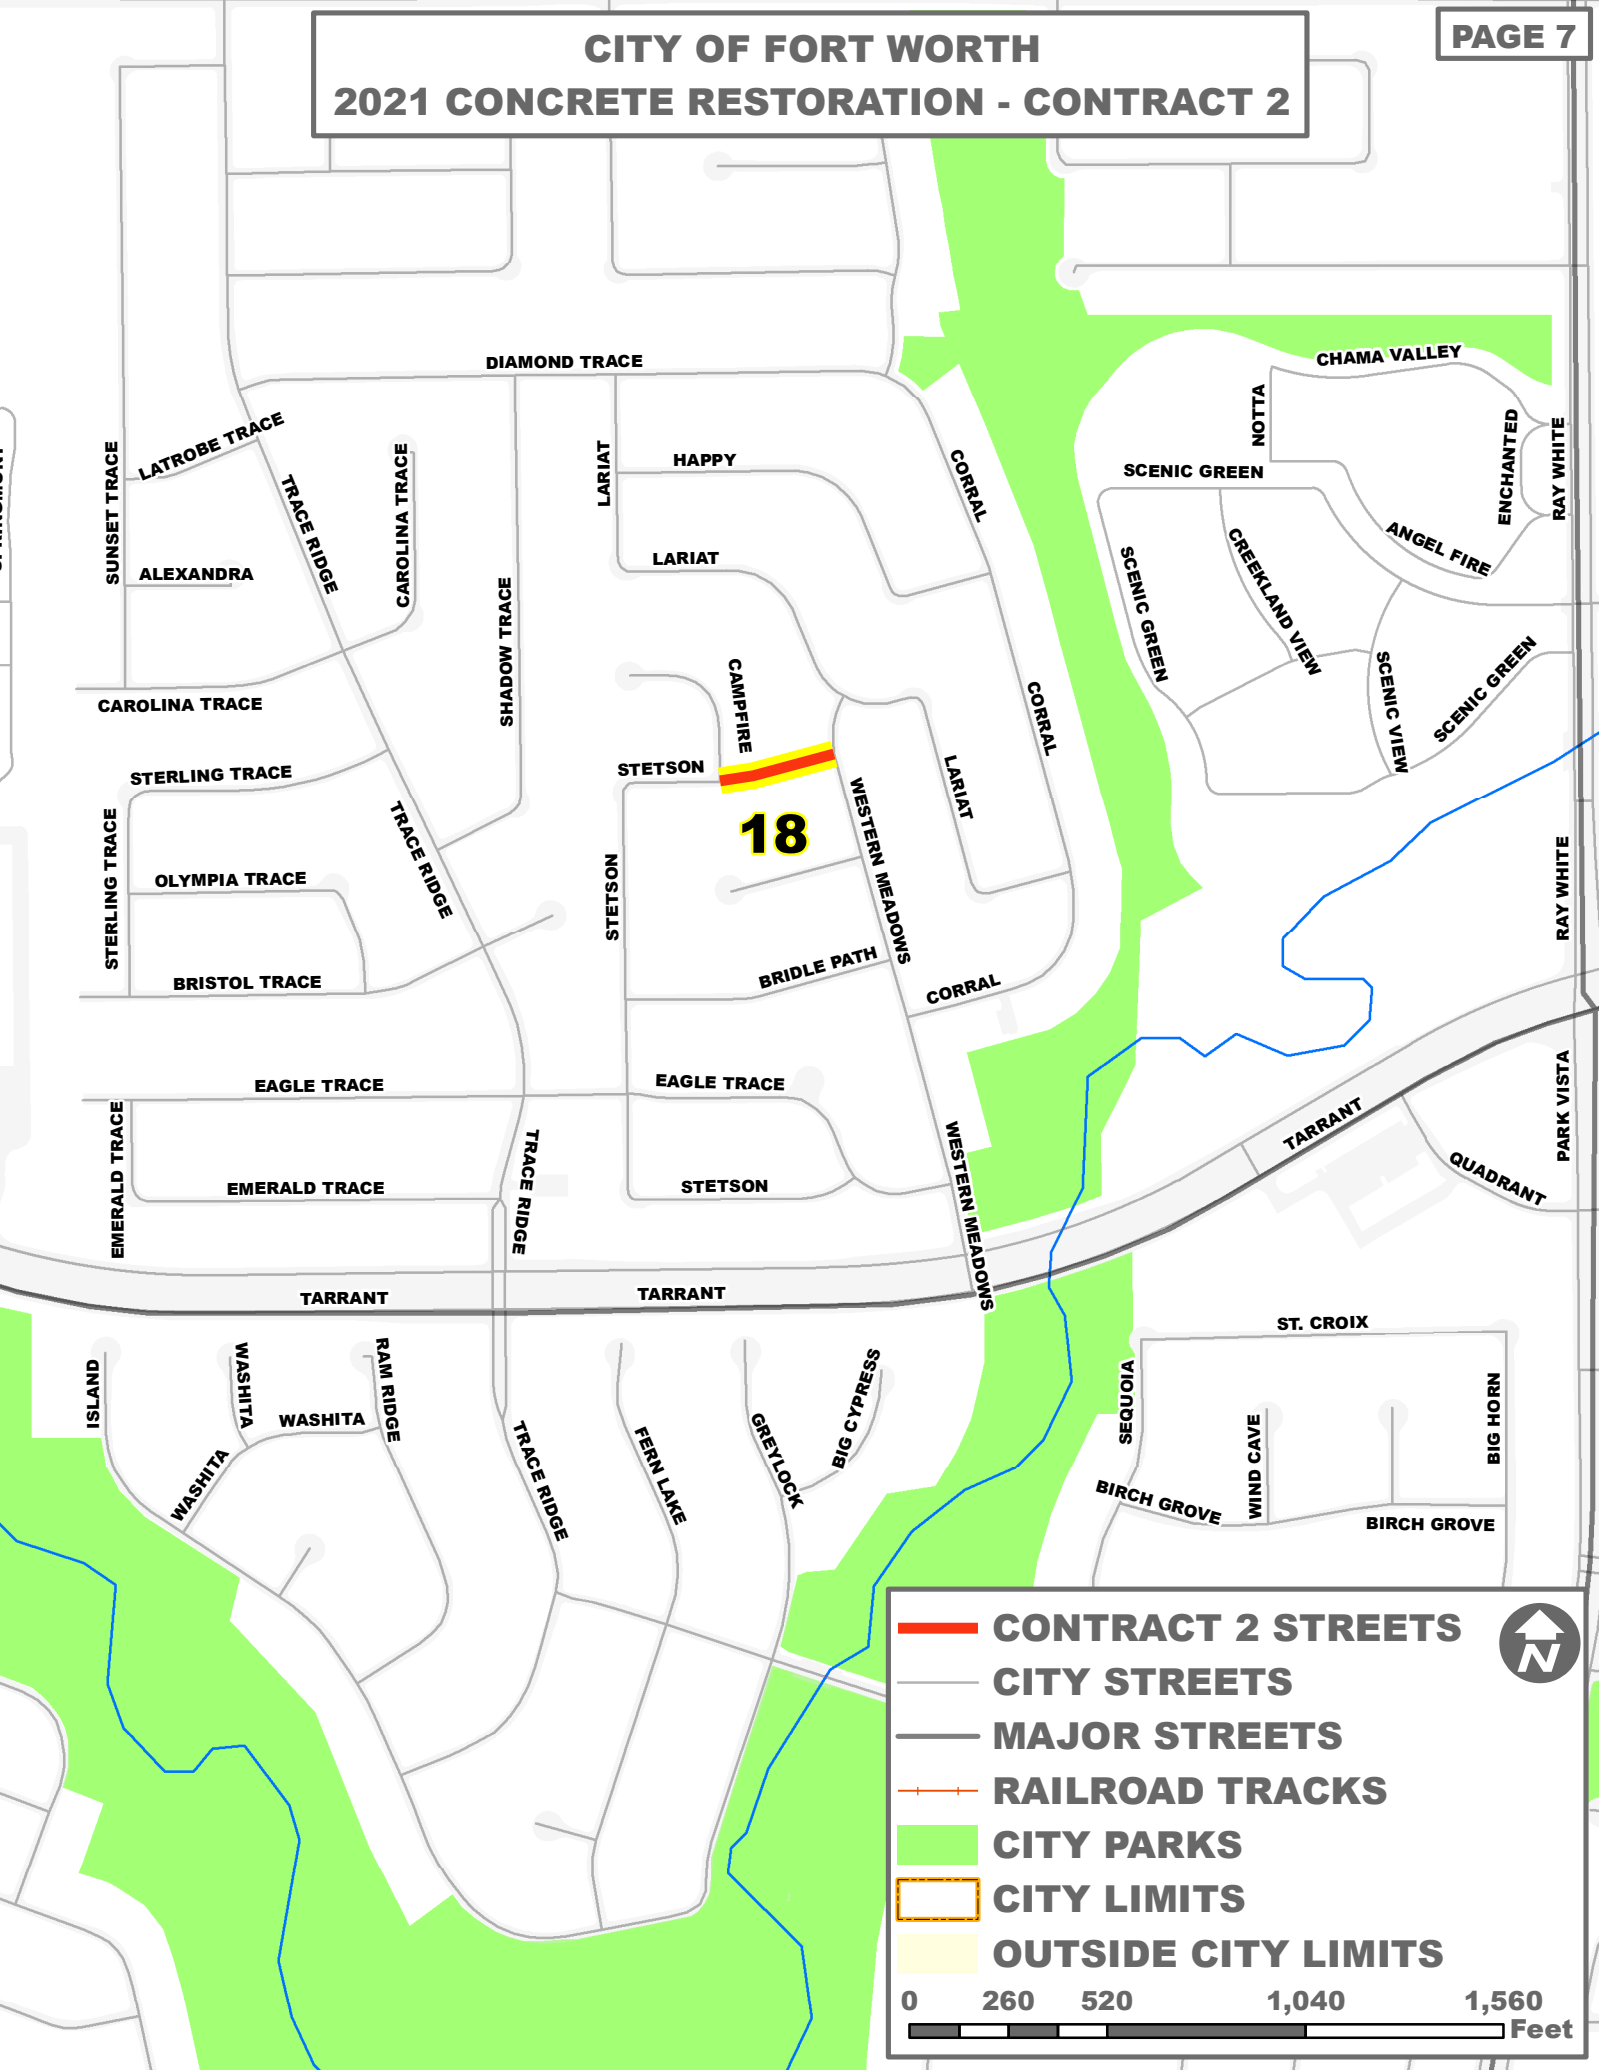 CITY OF FORT WORTH
2021 CONCRETE RESTORATION - CONTRACT 2
PAGE 7
DIAMOND TRACE
CHAMA VALLEY
NOTTA
ENCHANTED
RAY WHITE
LATROBE TRACE
SUNSET TRACE
TRACE RIDGE
CAROLINA TRACE
LARIAT
HAPPY
CORRAL
SCENIC GREEN
ANGEL FIRE
ALEXANDRA
LARIAT
SHADOW TRACE
SCENIC GREEN
CREEKLAND VIEW
CAROLINA TRACE
CAMPFIRE
CORRAL
SCENIC VIEW
SCENIC GREEN
STERLING TRACE
STETSON
18
WESTERN MEADOWS
LARIAT
STERLING TRACE
TRACE RIDGE
OLYMPIA TRACE
STETSON
RAY WHITE
BRISTOL TRACE
BRIDLE PATH
CORRAL
EAGLE TRACE
EAGLE TRACE
PARK VISTA
TARRANT
QUADRANT
EMERALD TRACE
EMERALD TRACE
TRACE RIDGE
STETSON
WESTERN MEADOWS
TARRANT
TARRANT
ST. CROIX
ISLAND
WASHITA
RAM RIDGE
WASHITA
WASHITA
TRACE RIDGE
FERN LAKE
GREYLOCK
BIG CYPRESS
SEQUOIA
WIND CAVE
BIG HORN
BIRCH GROVE
BIRCH GROVE
CONTRACT 2 STREETS
N
CITY STREETS
MAJOR STREETS
RAILROAD TRACKS
CITY PARKS
CITY LIMITS
OUTSIDE CITY LIMITS
0 260 520 1,040 1,560
Feet